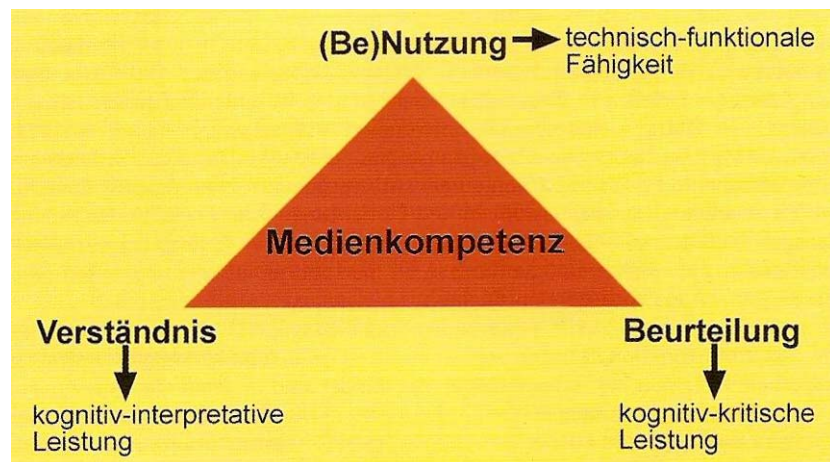 (Be)Nutzung
technisch-funktionale
Fähigkeit
Medienkompetenz
Verständnis
kognitiv-interpretative
Leistung
Beurteilung
kognitiv-kritische
Leistung